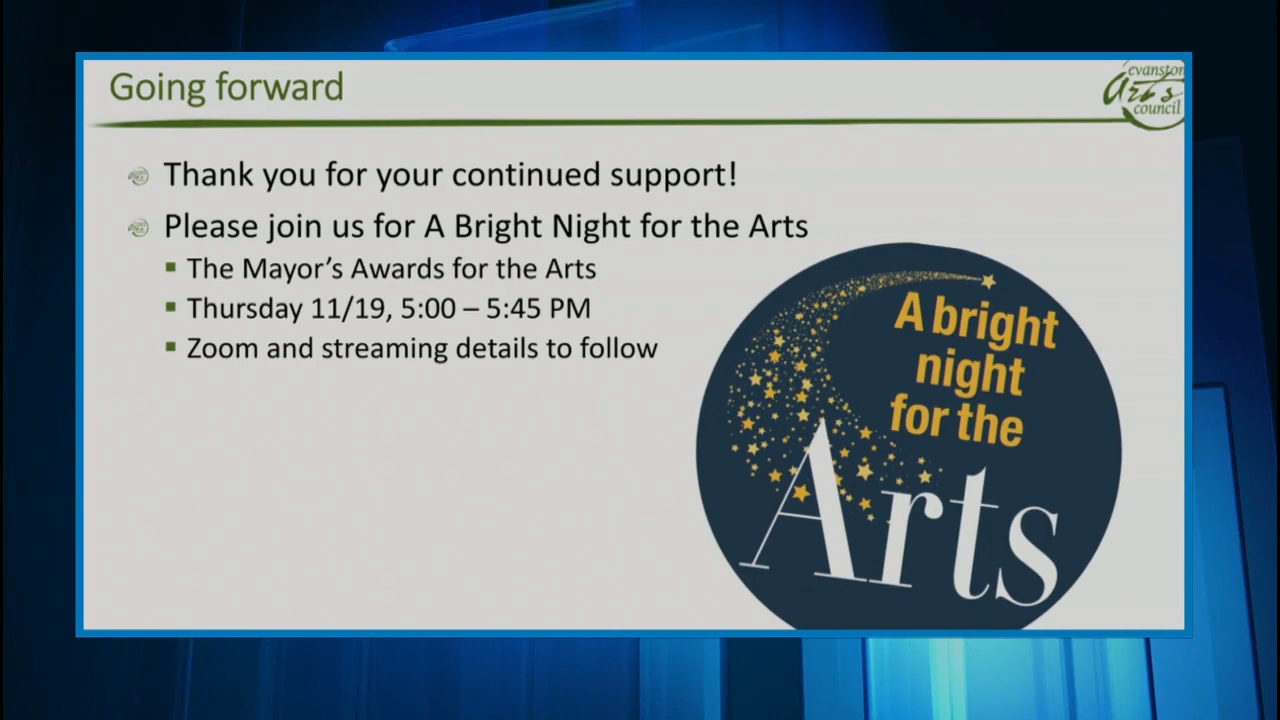 Going forward
evanston
arts
council
Thank you for your continued support!
Please join us for A Bright Night for the Arts
The Mayor's Awards for the Arts
Thursday 11/19, 5:00 – 5:45 PM
Zoom and streaming details to follow
A bright
night
for the
Arts